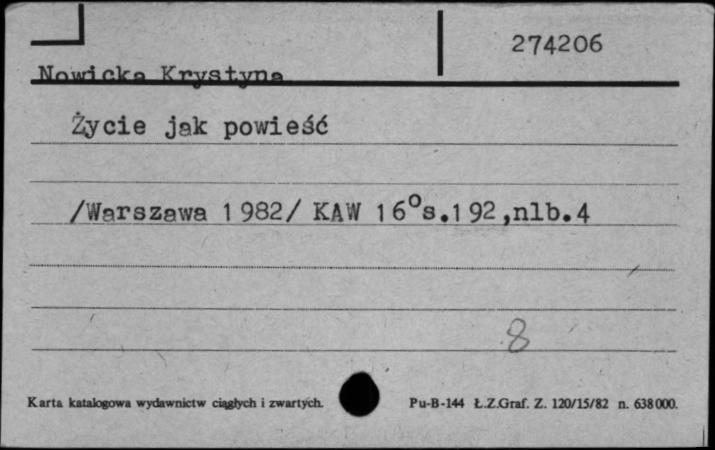 274206
Nowicka Krystyna
Życie jak powieść
/Warszawa 1982/ KAW 16°s.192,nlb.4
8
Karta katalogowa wydawnictw ciągłych i zwartych.
Pu-B-144 Ł.Z.Graf. Z. 120/15/82 n. 638000.